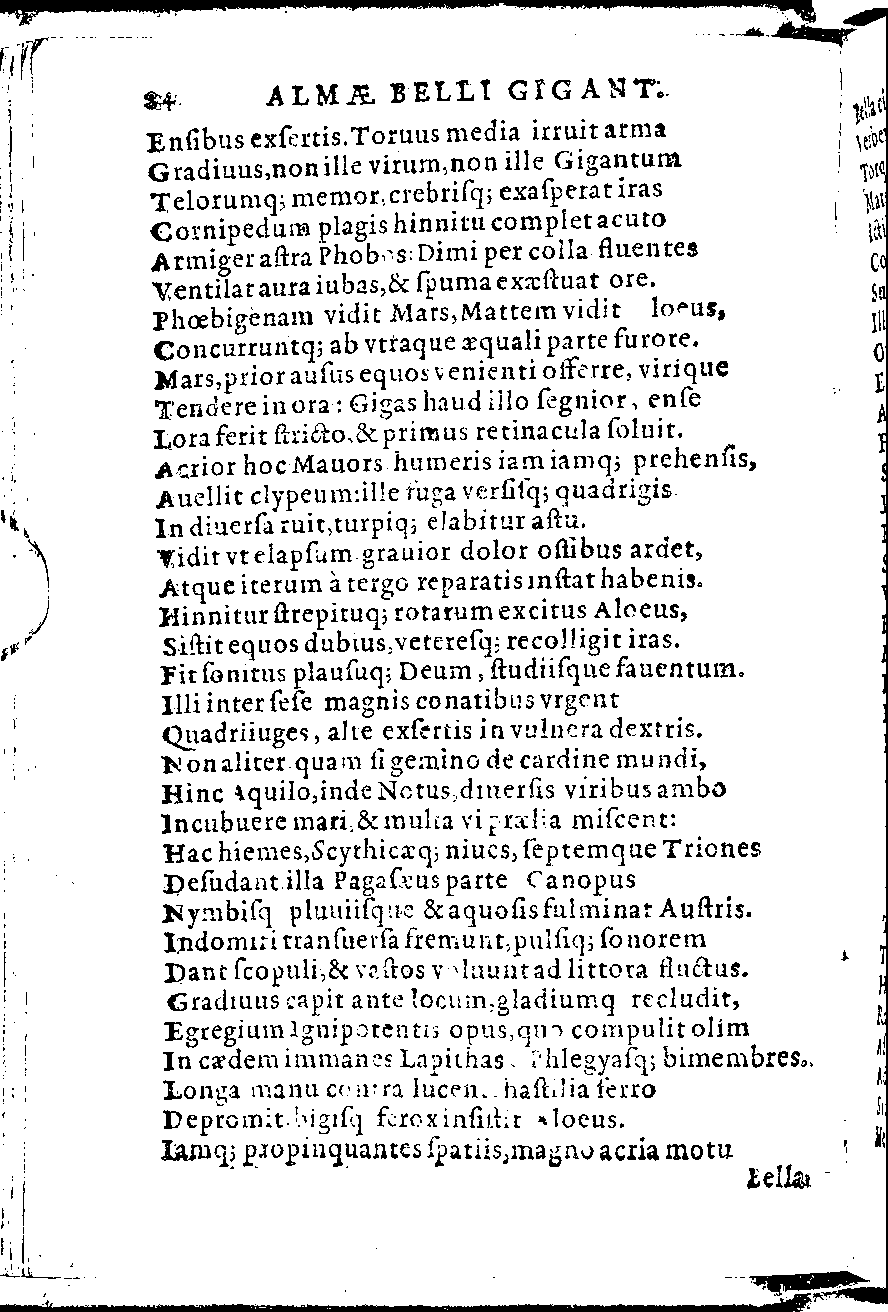 24 ALMÆ BELLI GIGANT.
Enſibus exſertis. Toruus media irruit arma
Gradiuus, non ille virum, non ille Gigantum
Telorumq; memor, crebriſq; exaſperat iras
Cornipedum plagis hinnitu complet acuto
Armiger aſtra Phobos: Dimi per colla fluentes
Ventilat aura iubas, & ſpuma exæſtuat ore.
Phœbigenam vidit Mars, Mattem vidit loeus,
Concurruntq; ab vtraque æquali parte furore.
Mars, prior auſus equos venienti offerre, virique
Tendere in ora: Gigas haud illo ſegnior, enſe
Lora ferit ſtricto, & primus retinacula ſoluit.
Acrior hoc Mauors humeris iam iamq; prehenſis,
Auellit clypeum: ille fuga verſiſq; quadrigis
In diuerſa ruit, turpiq; elabitur aſtu.
Vidit vt elapſum grauior dolor oſſibus ardet,
Atque iterum à tergo reparatis inſtat habenis.
Hinnitur ſtrepituq; rotarum excitus Aloeus,
Siſtit equos dubius, vetereſq; recolligit iras.
Fit ſonitus plauſuq; Deum, ſtudiiſque fauentum.
Illi inter ſeſe magnis conatibus vrgent
Quadriiuges, alte exſertis in vulnera dextris.
Non aliter quam ſi gemino de cardine mundi,
Hinc Aquilo, inde Notus, diuerſis viribus ambo
Incubuere mari, & multa vi prælia miſcent:
Hac hiemes, Scythicæq; niues, ſeptemque Triones
Deſudant illa Pagaſæus parte Canopus
Nymbiſq pluuiiſque & aquoſis fulminat Auſtris.
Indomiti tranſuerſa fremunt, pulſiq; ſonorem
Dant ſcopuli, & vaſtos voluunt ad littora fluctus.
Gradiuus capit ante locum, gladiumq recludit,
Egregium Ignipotentis opus, quo compulit olim
In cædem immanes Lapithas, Phlegyaſq; bimembres.
Longa manu contra lucen. haſtilia ferro
Depromit bigiſq ferox inſiſtit Aloeus.
Iamq; propinquantes ſpatiis, magno acria motu
Bella